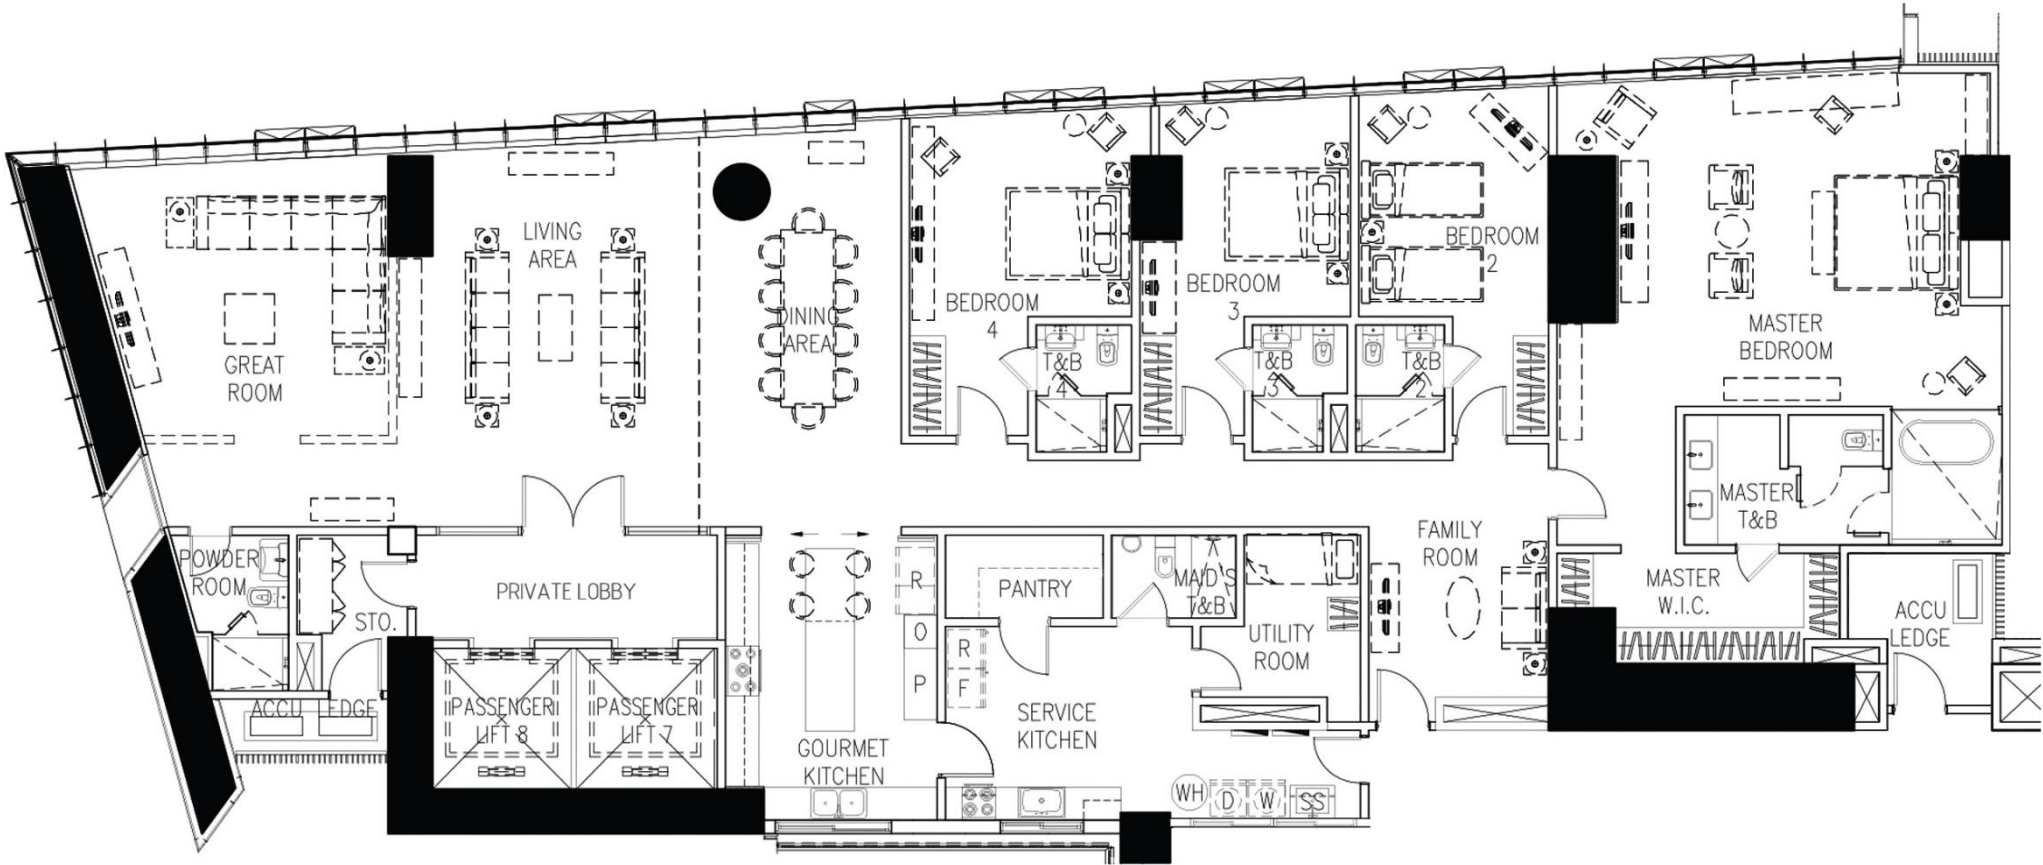 LIVING
AREA
DINING
AREA
GREAT
ROOM
BEDROOM
4
T&B
4
BEDROOM
3
T&B
3
BEDROOM
2
T&B
2
MASTER
BEDROOM
MASTER
T&B
MASTER
W.I.C.
ACCU
LEDGE
FAMILY
ROOM
POWDER
ROOM
STO.
ACCU LEDGE
PRIVATE LOBBY
PASSENGER
LIFT 8
PASSENGER
LIFT 7
R
O
P
GOURMET
KITCHEN
PANTRY
R
F
MAID'S
T&B
UTILITY
ROOM
SERVICE
KITCHEN
WH
D
W
SS